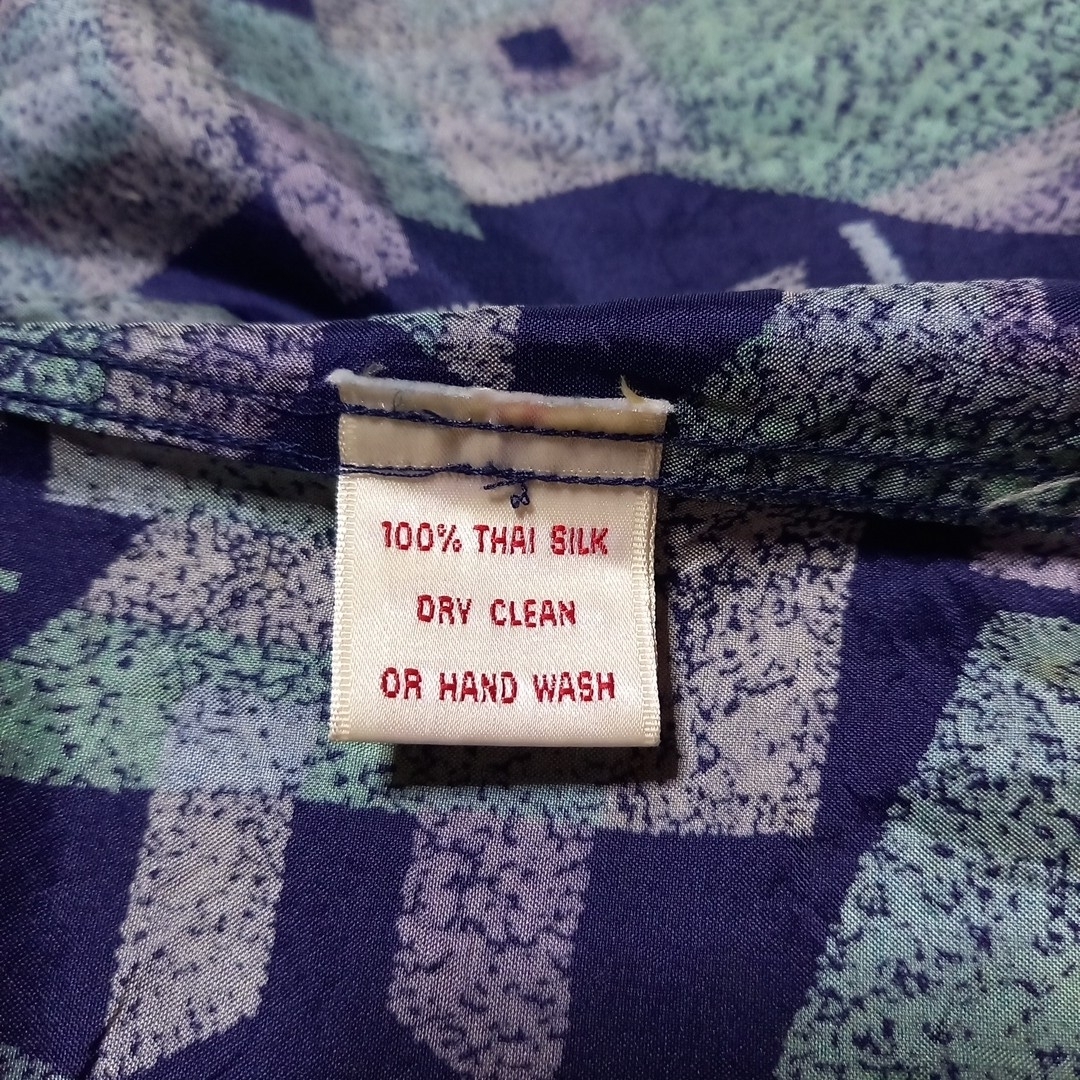 100% THAI SILK
DRY CLEAN
OR HAND WASH